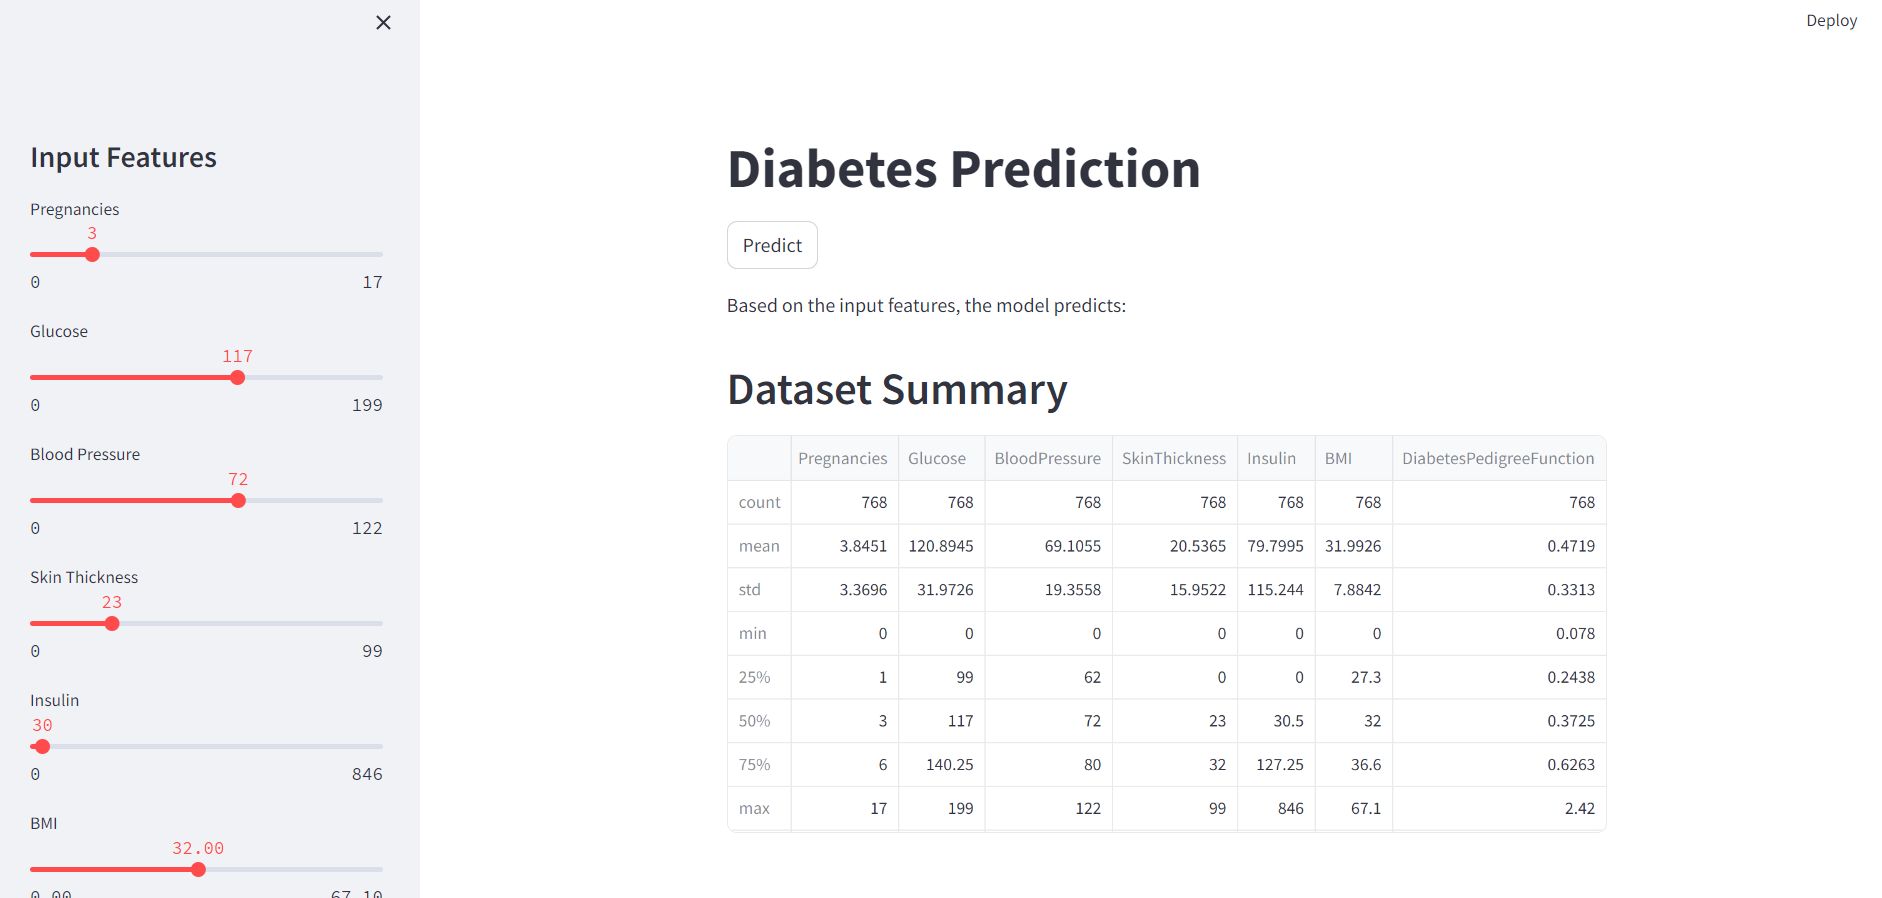 Deploy
Input Features
Pregnancies
3
0 17
Glucose
117
0 199
Blood Pressure
72
0 122
Skin Thickness
23
0 99
Insulin
30
0 846
BMI
32.00
0.00 67.10
Diabetes Prediction
Predict
Based on the input features, the model predicts:
Dataset Summary
Pregnancies Glucose BloodPressure SkinThickness Insulin BMI DiabetesPedigreeFunction
count 768 768 768 768 768 768 768
mean 3.8451 120.8945 69.1055 20.5365 79.7995 31.9926 0.4719
std 3.3696 31.9726 19.3558 15.9522 115.244 7.8842 0.3313
min 0 0 0 0 0 0 0.078
25% 1 99 62 0 0 27.3 0.2438
50% 3 117 72 23 30.5 32 0.3725
75% 6 140.25 80 32 127.25 36.6 0.6263
max 17 199 122 99 846 67.1 2.42